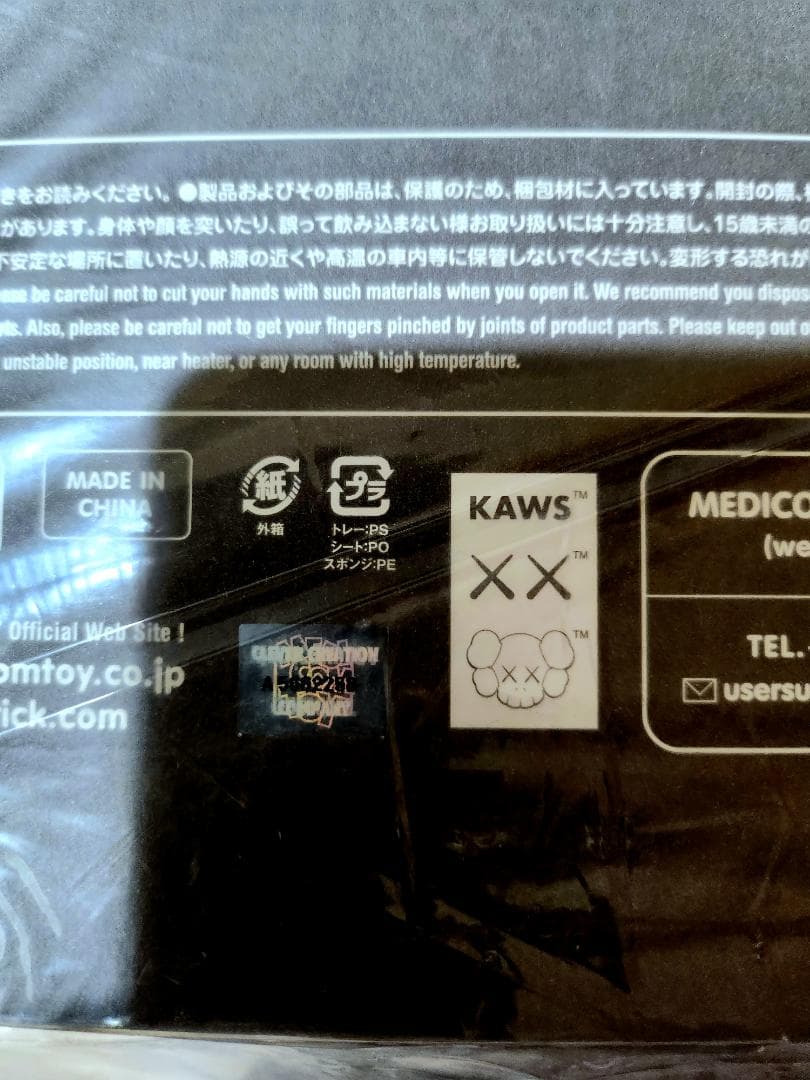 きをお読みください。●製品およびその部品は、保護のため、梱包材に入っています。開封の際、
があります。身体や顔を突いたり、誤って飲み込まない様お取り扱いには十分注意し、15歳未満の
不安定な場所に置いたり、熱源の近くや高温の車内等に保管しないでください。変形する恐れが
please be careful not to cut your hands with such materials when you open it. We recommend you dispos
rts. Also, please be careful not to get your fingers pinched by joints of product parts. Please keep out o
unstable position, near heater, or any room with high temperature.
MADE IN
CHINA
紙
外箱
プラ
トレー:PS
シート:PO
スポンジ:PE
KAWS™
XX™
™
MEDICO
(we
TEL.
usersu
Official Web Site !
omtoy.co.jp
rick.com